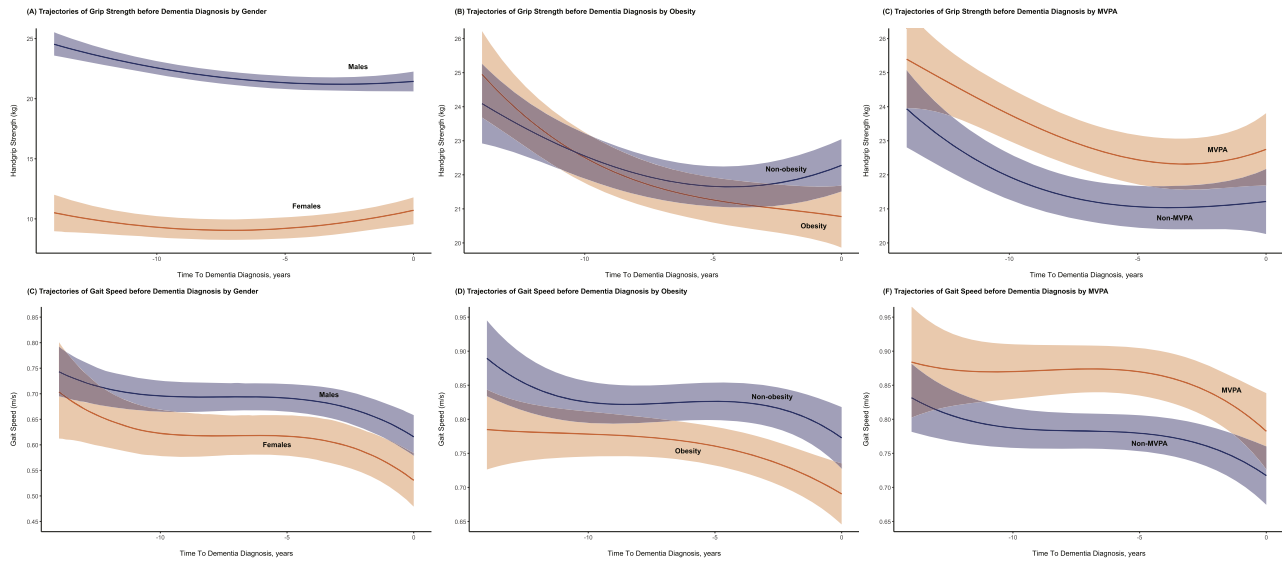 (A) Trajectories of Grip Strength before Dementia Diagnosis by Gender
25
20
15
10
Handgrip Strength (kg)
Males
Females
-10
-5
0
Time To Dementia Diagnosis, years
(B) Trajectories of Grip Strength before Dementia Diagnosis by Obesity
26
25
24
23
22
21
20
Handgrip Strength (kg)
Non-obesity
Obesity
-10
-5
0
Time To Dementia Diagnosis, years
(C) Trajectories of Grip Strength before Dementia Diagnosis by MVPA
26
25
24
23
22
21
20
Handgrip Strength (kg)
MVPA
Non-MVPA
-10
-5
0
Time To Dementia Diagnosis, years
(C) Trajectories of Gait Speed before Dementia Diagnosis by Gender
0.85
0.80
0.75
0.70
0.65
0.60
0.55
0.50
0.45
Gait Speed (m/s)
Males
Females
-10
-5
0
Time To Dementia Diagnosis, years
(D) Trajectories of Gait Speed before Dementia Diagnosis by Obesity
0.95
0.90
0.85
0.80
0.75
0.70
0.65
Gait Speed (m/s)
Non-obesity
Obesity
-10
-5
0
Time To Dementia Diagnosis, years
(F) Trajectories of Gait Speed before Dementia Diagnosis by MVPA
0.95
0.90
0.85
0.80
0.75
0.70
0.65
Gait Speed (m/s)
MVPA
Non-MVPA
-10
-5
0
Time To Dementia Diagnosis, years